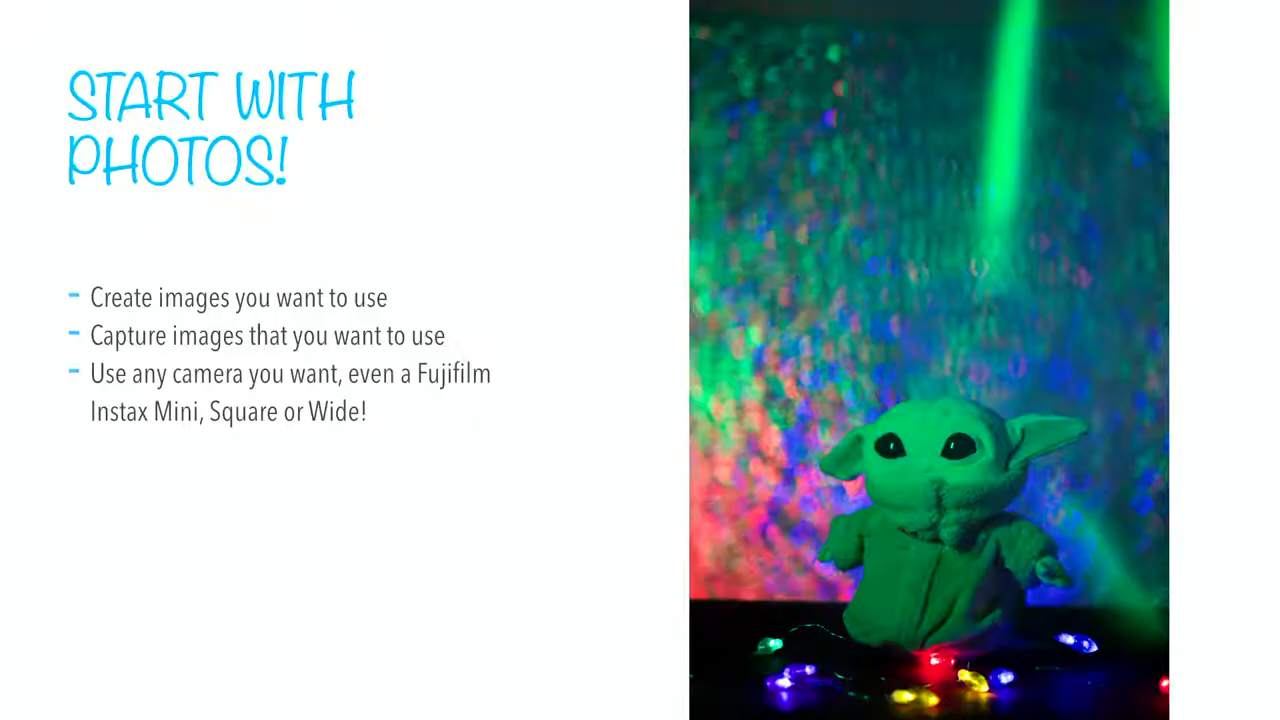 START WITH
PHOTOS!
- Create images you want to use
- Capture images that you want to use
- Use any camera you want, even a Fujifilm
Instax Mini, Square or Wide!